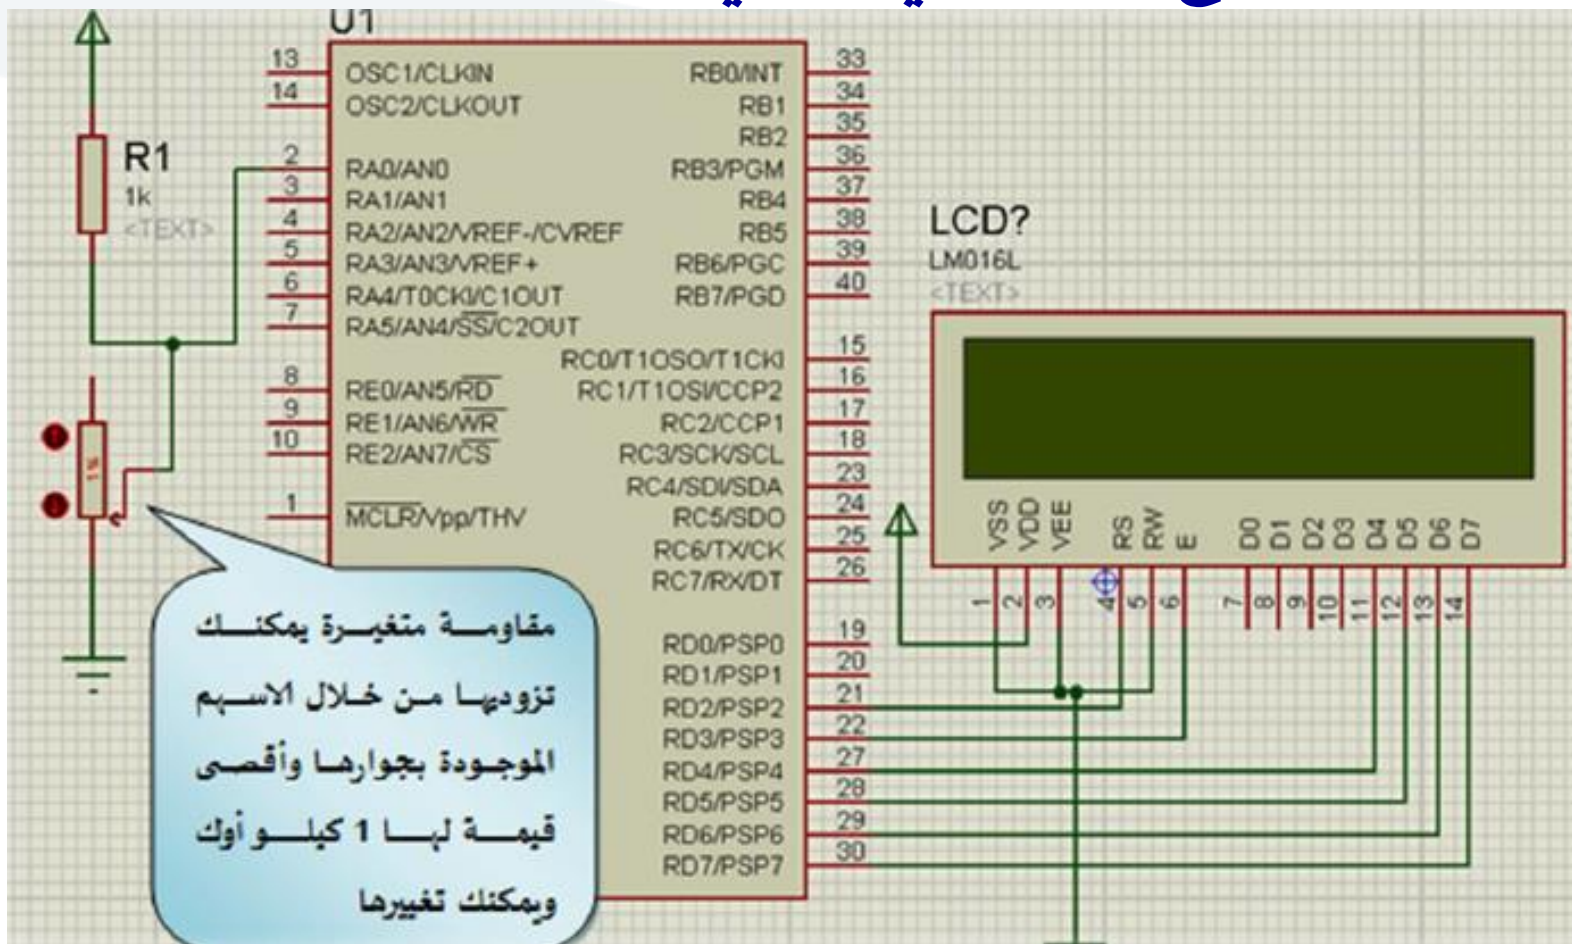 U1
13 OSC1/CLKIN
14 OSC2/CLKOUT
2 RA0/AN0
3 RA1/AN1
4 RA2/AN2/VREF-/CVREF
5 RA3/AN3/VREF+
6 RA4/T0CKI/C1OUT
7 RA5/AN4/SS/C2OUT
8 RE0/AN5/RD
9 RE1/AN6/WR
10 RE2/AN7/CS
1 MCLR/Vpp/THV
RB0/INT 33
RB1 34
RB2 35
RB3/PGM 36
RB4 37
RB5 38
RB6/PGC 39
RB7/PGD 40
RC0/T1OSO/T1CKI 15
RC1/T1OSI/CCP2 16
RC2/CCP1 17
RC3/SCK/SCL 18
RC4/SDI/SDA 23
RC5/SDO 24
RC6/TX/CK 25
RC7/RX/DT 26
RD0/PSP0 19
RD1/PSP1 20
RD2/PSP2 21
RD3/PSP3 22
RD4/PSP4 27
RD5/PSP5 28
RD6/PSP6 29
RD7/PSP7 30
R1
1k
<TEXT>
LCD?
LM016L
<TEXT>
VSS VDD VEE RS RW E D0 D1 D2 D3 D4 D5 D6 D7
1 2 3 4 5 6 7 8 9 10 11 12 13 14
مقاومة متغيرة يمكنك
تزوديها من خلال الاسهم
الموجودة بجوارها وأقصى
قيمة لها 1 كيلو أوك
ويمكنك تغييرها